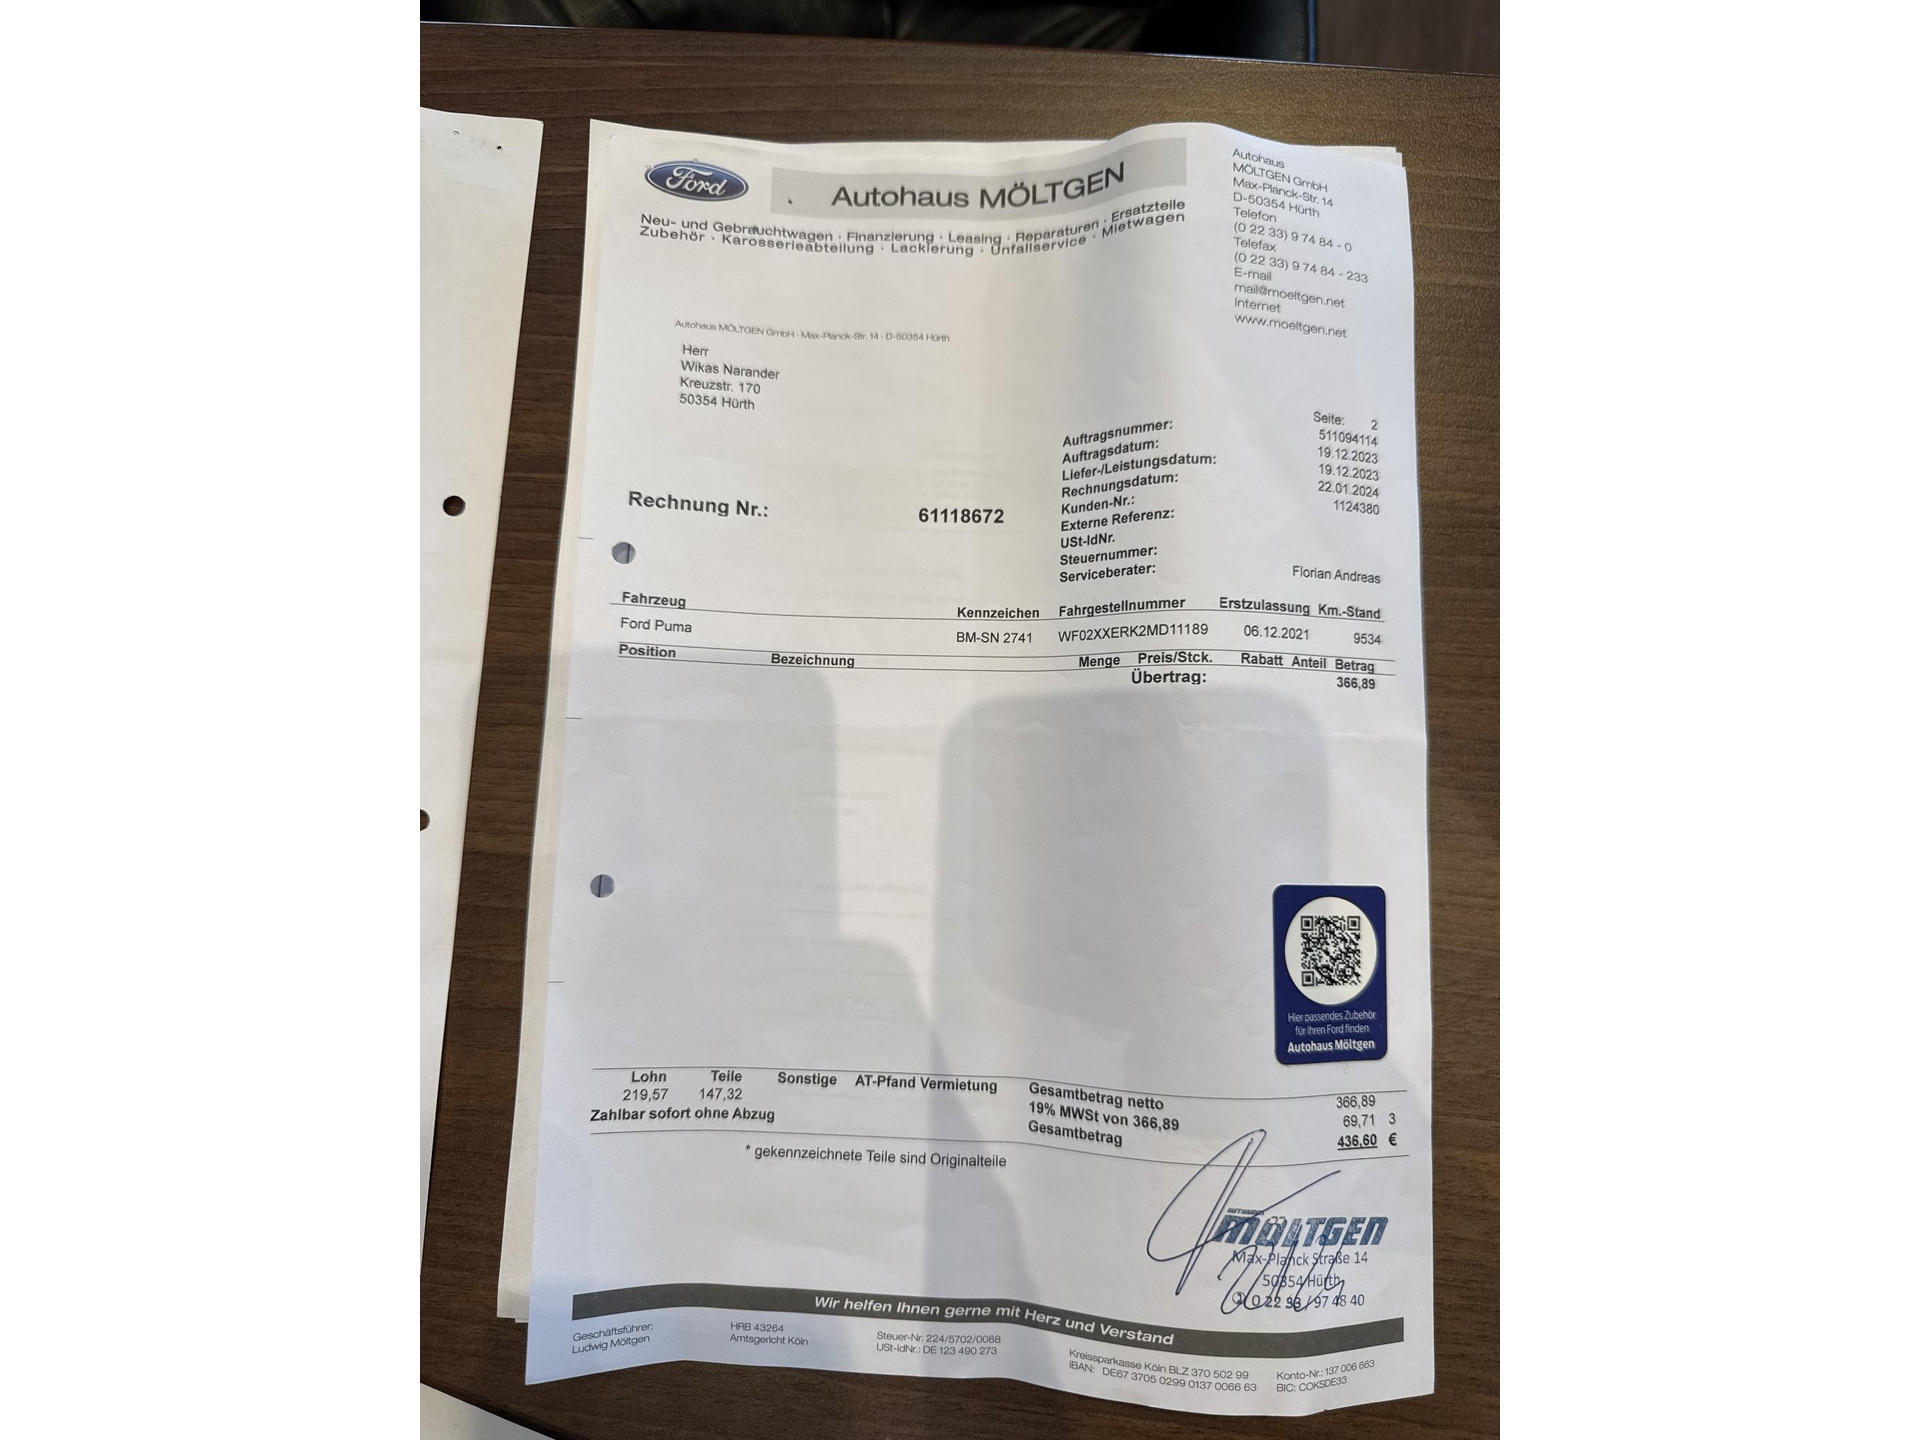 Ford
Autohaus MÖLTGEN
Neu- und Gebrauchtwagen · Finanzierung · Leasing · Reparaturen · Ersatzteile
Zubehör · Karosserieabteilung · Lackierung · Unfallservice · Mietwagen
Autohaus
MÖLTGEN GmbH
Max-Planck-Str. 14
D-50354 Hürth
Telefon
(0 22 33) 9 74 84 - 0
Telefax
(0 22 33) 9 74 84 - 233
E-mail
mail@moeltgen.net
Internet
www.moeltgen.net
Autohaus MÖLTGEN GmbH · Max-Planck-Str. 14 · D-50354 Hürth
Herr
Wikas Narander
Kreuzstr. 170
50354 Hürth
Seite: 2
Auftragsnummer: 511094114
Auftragsdatum: 19.12.2023
Liefer-/Leistungsdatum: 19.12.2023
Rechnungsdatum: 22.01.2024
Kunden-Nr.: 1124380
Externe Referenz:
USt-IdNr.
Steuernummer:
Serviceberater: Florian Andreas
Rechnung Nr.: 61118672
Fahrzeug Kennzeichen Fahrgestellnummer Erstzulassung Km.-Stand
Ford Puma BM-SN 2741 WF02XXERK2MD11189 06.12.2021 9534
Position Bezeichnung Menge Preis/Stck. Rabatt Anteil Betrag
Übertrag: 366,89
Hier passendes Zubehör
für Ihren Ford finden
Autohaus Möltgen
Lohn Teile Sonstige AT-Pfand Vermietung Gesamtbetrag netto 366,89
219,57 147,32 19% MWSt von 366,89 69,71 3
Zahlbar sofort ohne Abzug Gesamtbetrag 436,60 €
* gekennzeichnete Teile sind Originalteile
AUTOHAUS
MÖLTGEN
Max-Planck Straße 14
50354 Hürth
0 22 33 / 97 48 40
Wir helfen Ihnen gerne mit Herz und Verstand
Geschäftsführer:
Ludwig Möltgen
HRB 43264
Amtsgericht Köln
Steuer-Nr. 224/5702/0088
USt-IdNr.: DE 123 490 273
Kreissparkasse Köln BLZ 370 502 99 Konto-Nr.: 137 006 663
IBAN: DE67 3705 0299 0137 0066 63 BIC: COKSDE33